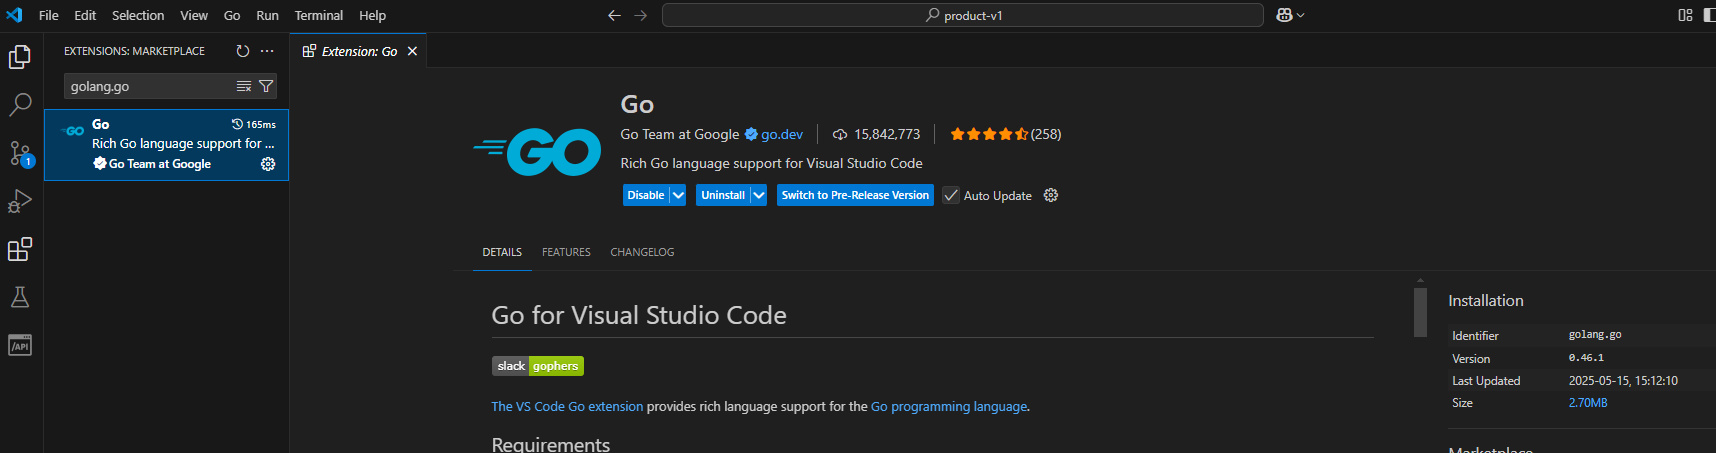 File Edit Selection View Go Run Terminal Help
product-v1
EXTENSIONS: MARKETPLACE
golang.go
GO
Go 165ms
Rich Go language support for ...
Go Team at Google
1
/API
Extension: Go
GO
Go
Go Team at Google go.dev 15,842,773 (258)
Rich Go language support for Visual Studio Code
Disable Uninstall Switch to Pre-Release Version Auto Update
DETAILS FEATURES CHANGELOG
Go for Visual Studio Code
slack gophers
The VS Code Go extension provides rich language support for the Go programming language.
Requirements
Installation
Identifier golang.go
Version 0.46.1
Last Updated 2025-05-15, 15:12:10
Size 2.70MB
Marketplace